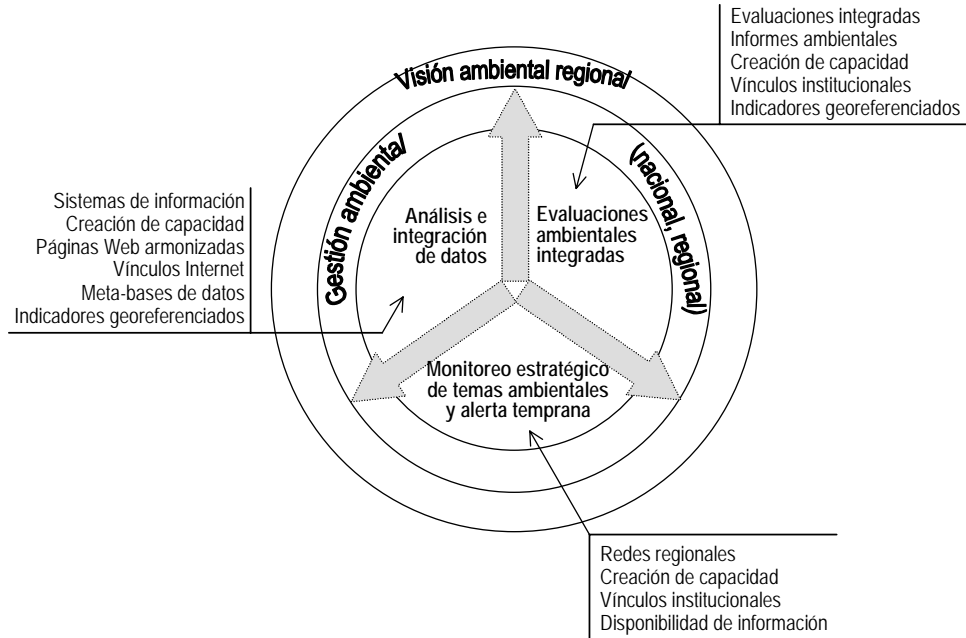 Evaluaciones integradas
Informes ambientales
Creación de capacidad
Vínculos institucionales
Indicadores georeferenciados
Visión ambiental regional
Gestión ambiental
(nacional, regional)
Sistemas de información
Creación de capacidad
Páginas Web armonizadas
Vínculos Internet
Meta-bases de datos
Indicadores georeferenciados
Análisis e
integración
de datos
Evaluaciones
ambientales
integradas
Monitoreo estratégico
de temas ambientales
y alerta temprana
Redes regionales
Creación de capacidad
Vínculos institucionales
Disponibilidad de información